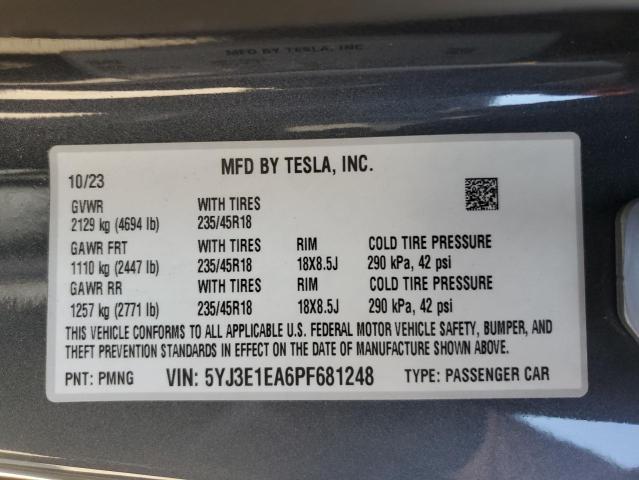 MFD BY TESLA, INC.
10/23
GVWR WITH TIRES
2129 kg (4694 lb) 235/45R18
GAWR FRT WITH TIRES RIM COLD TIRE PRESSURE
1110 kg (2447 lb) 235/45R18 18X8.5J 290 kPa, 42 psi
GAWR RR WITH TIRES RIM COLD TIRE PRESSURE
1257 kg (2771 lb) 235/45R18 18X8.5J 290 kPa, 42 psi
THIS VEHICLE CONFORMS TO ALL APPLICABLE U.S. FEDERAL MOTOR VEHICLE SAFETY, BUMPER, AND
THEFT PREVENTION STANDARDS IN EFFECT ON THE DATE OF MANUFACTURE SHOWN ABOVE.
PNT: PMNG VIN: 5YJ3E1EA6PF681248 TYPE: PASSENGER CAR